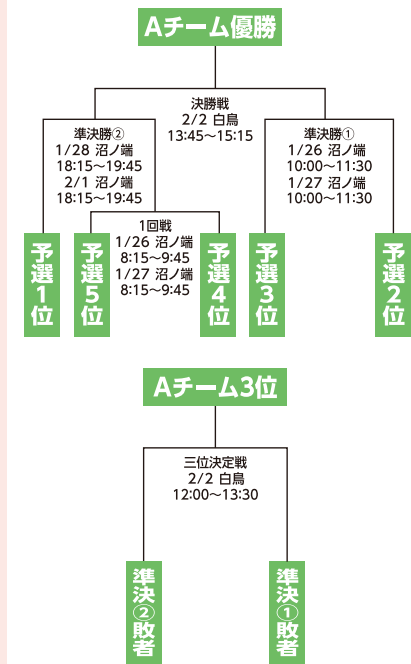 Aチーム優勝
決勝戦
2/2 白鳥
13:45〜15:15
準決勝②
1/28 沼ノ端
18:15〜19:45
2/1 沼ノ端
18:15〜19:45
準決勝①
1/26 沼ノ端
10:00〜11:30
1/27 沼ノ端
10:00〜11:30
1回戦
1/26 沼ノ端
8:15〜9:45
1/27 沼ノ端
8:15〜9:45
予選1位
予選5位
予選4位
予選3位
予選2位
Aチーム3位
三位決定戦
2/2 白鳥
12:00〜13:30
準決②敗者
準決①敗者